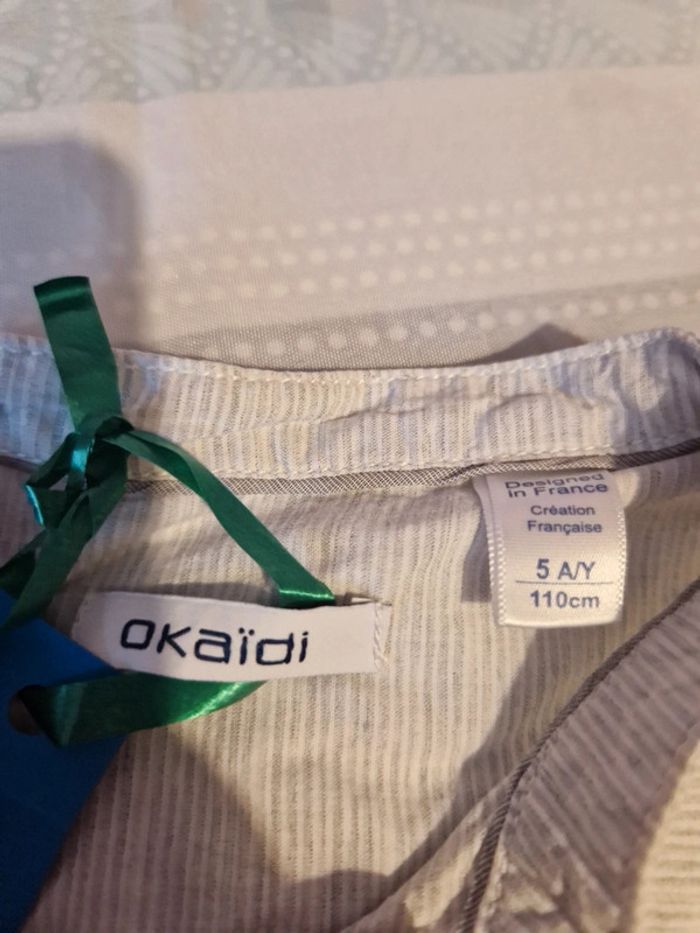 Designed
in France
Création
Française
5 A/Y
110cm
okaïdi